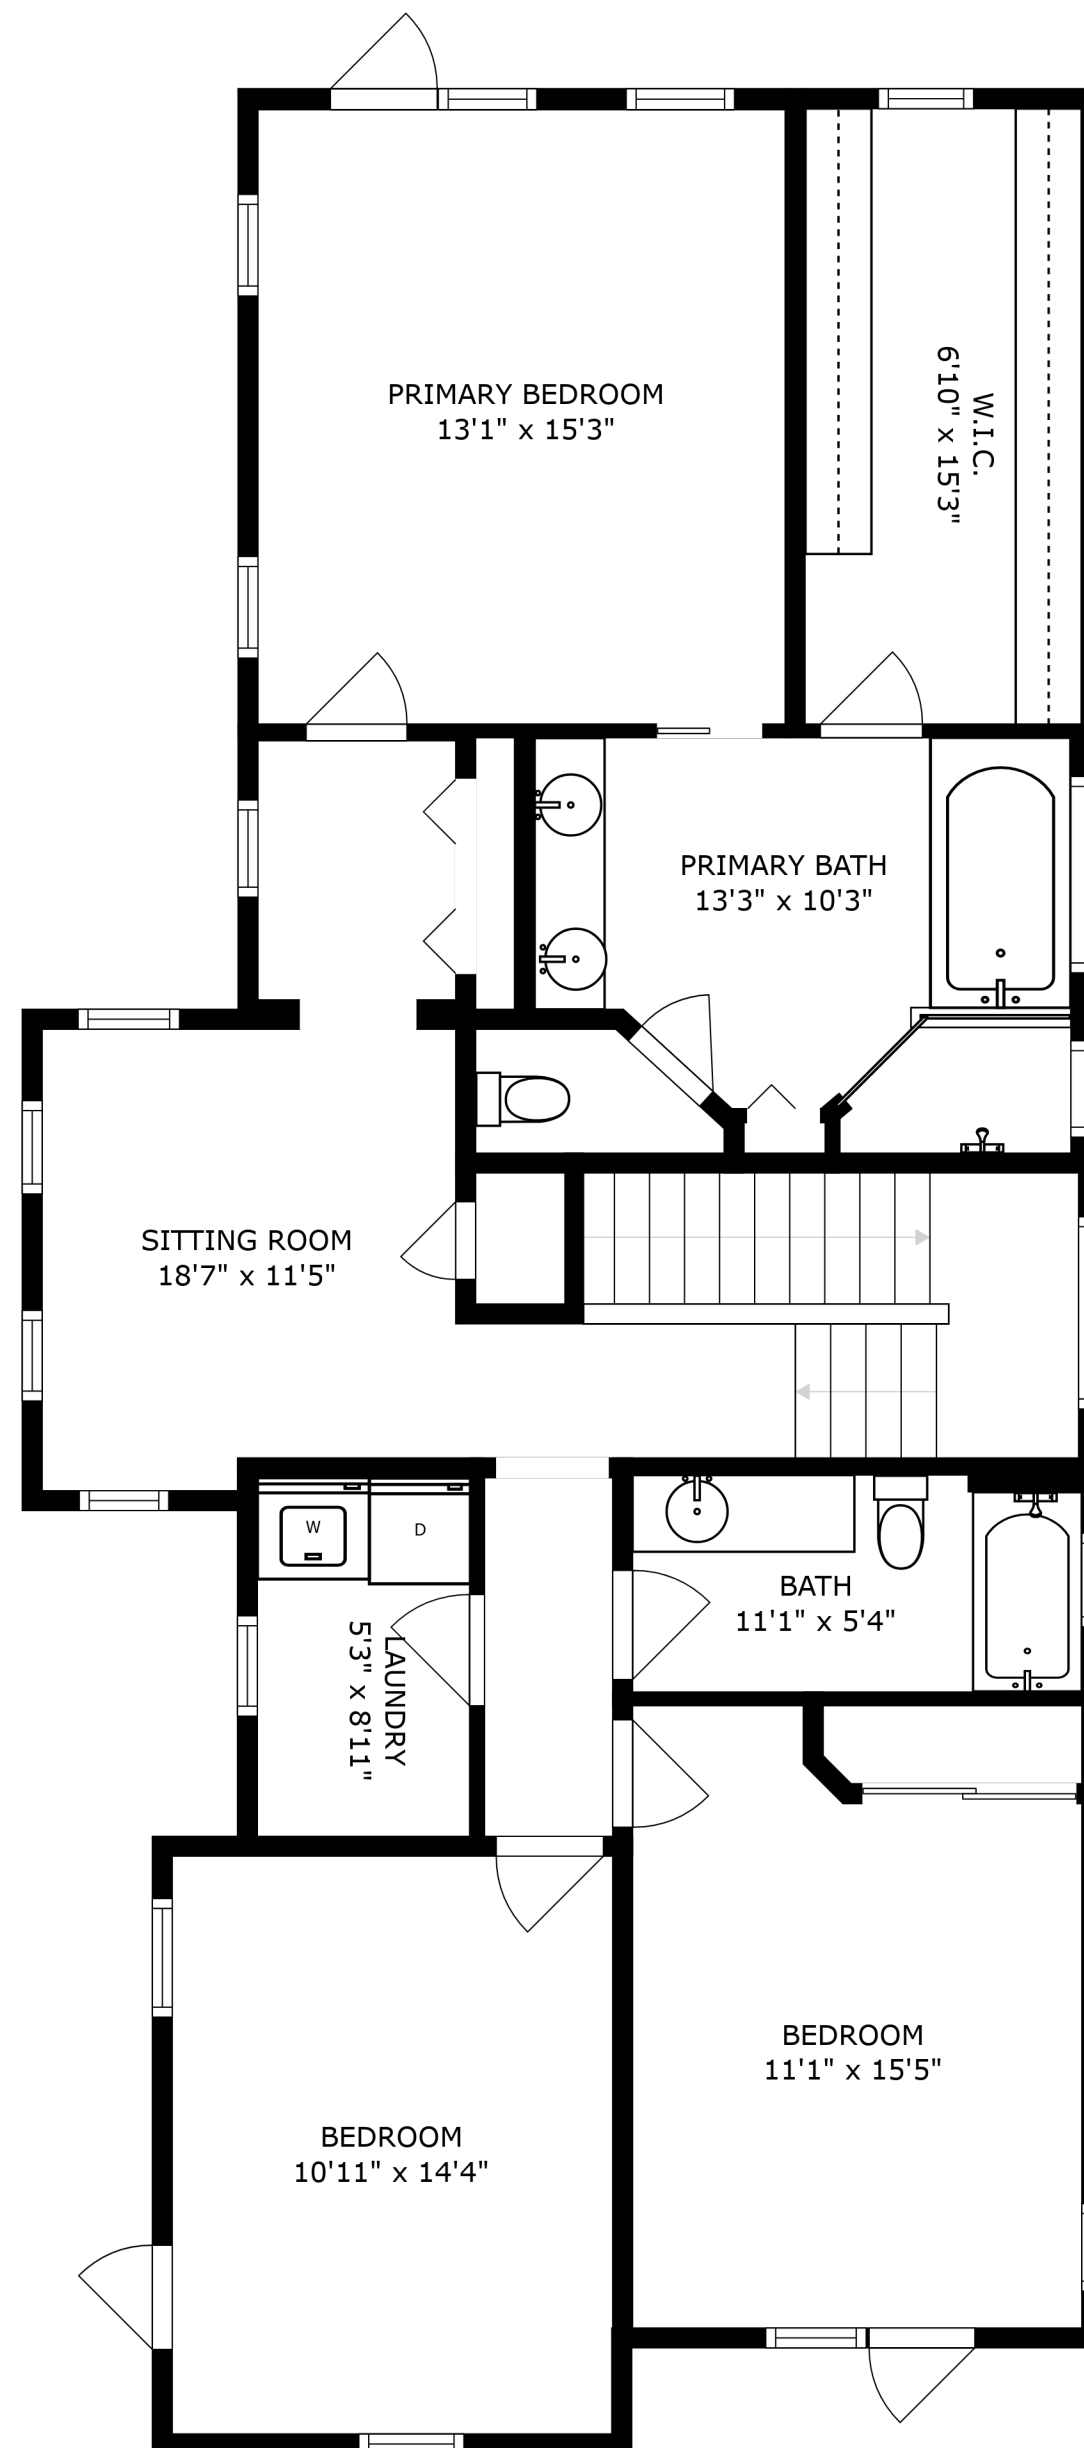 PRIMARY BEDROOM
13'1" x 15'3"
W.I.C.
6'10" x 15'3"
PRIMARY BATH
13'3" x 10'3"
SITTING ROOM
18'7" x 11'5"
W
D
BATH
11'1" x 5'4"
LAUNDRY
5'3" x 8'11"
BEDROOM
11'1" x 15'5"
BEDROOM
10'11" x 14'4"